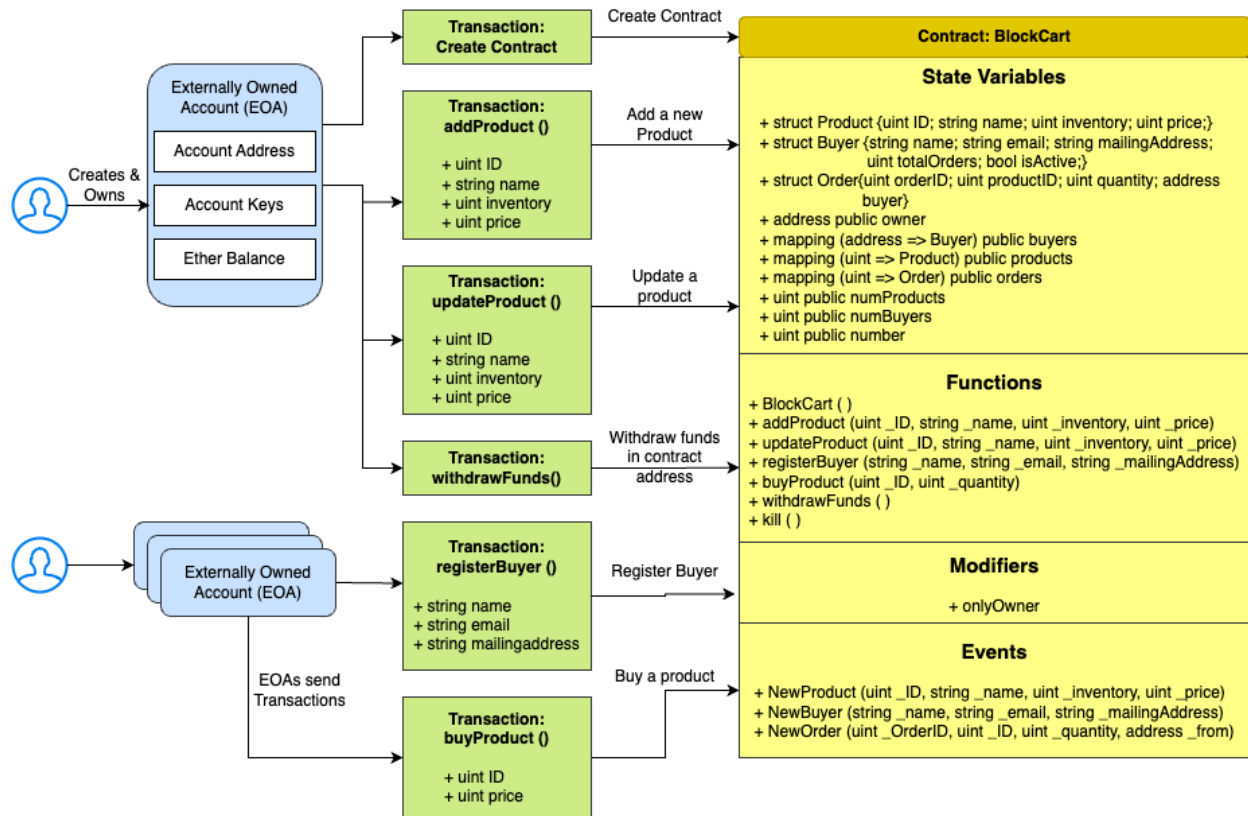 Creates &
Owns
Externally Owned
Account (EOA)
Account Address
Account Keys
Ether Balance
Transaction:
Create Contract
Create Contract
Transaction:
addProduct ()
+ uint ID
+ string name
+ uint inventory
+ uint price
Add a new
Product
Transaction:
updateProduct ()
+ uint ID
+ string name
+ uint inventory
+ uint price
Update a
product
Transaction:
withdrawFunds()
Withdraw funds
in contract
address
Externally Owned
Account (EOA)
EOAs send
Transactions
Transaction:
registerBuyer ()
+ string name
+ string email
+ string mailingaddress
Register Buyer
Transaction:
buyProduct ()
+ uint ID
+ uint price
Buy a product
Contract: BlockCart
State Variables
+ struct Product {uint ID; string name; uint inventory; uint price;}
+ struct Buyer {string name; string email; string mailingAddress;
uint totalOrders; bool isActive;}
+ struct Order{uint orderID; uint productID; uint quantity; address
buyer}
+ address public owner
+ mapping (address => Buyer) public buyers
+ mapping (uint => Product) public products
+ mapping (uint => Order) public orders
+ uint public numProducts
+ uint public numBuyers
+ uint public number
Functions
+ BlockCart ( )
+ addProduct (uint _ID, string _name, uint _inventory, uint _price)
+ updateProduct (uint _ID, string _name, uint _inventory, uint _price)
+ registerBuyer (string _name, string _email, string _mailingAddress)
+ buyProduct (uint _ID, uint _quantity)
+ withdrawFunds ( )
+ kill ( )
Modifiers
+ onlyOwner
Events
+ NewProduct (uint _ID, string _name, uint _inventory, uint _price)
+ NewBuyer (string _name, string _email, string _mailingAddress)
+ NewOrder (uint _OrderID, uint _ID, uint _quantity, address _from)